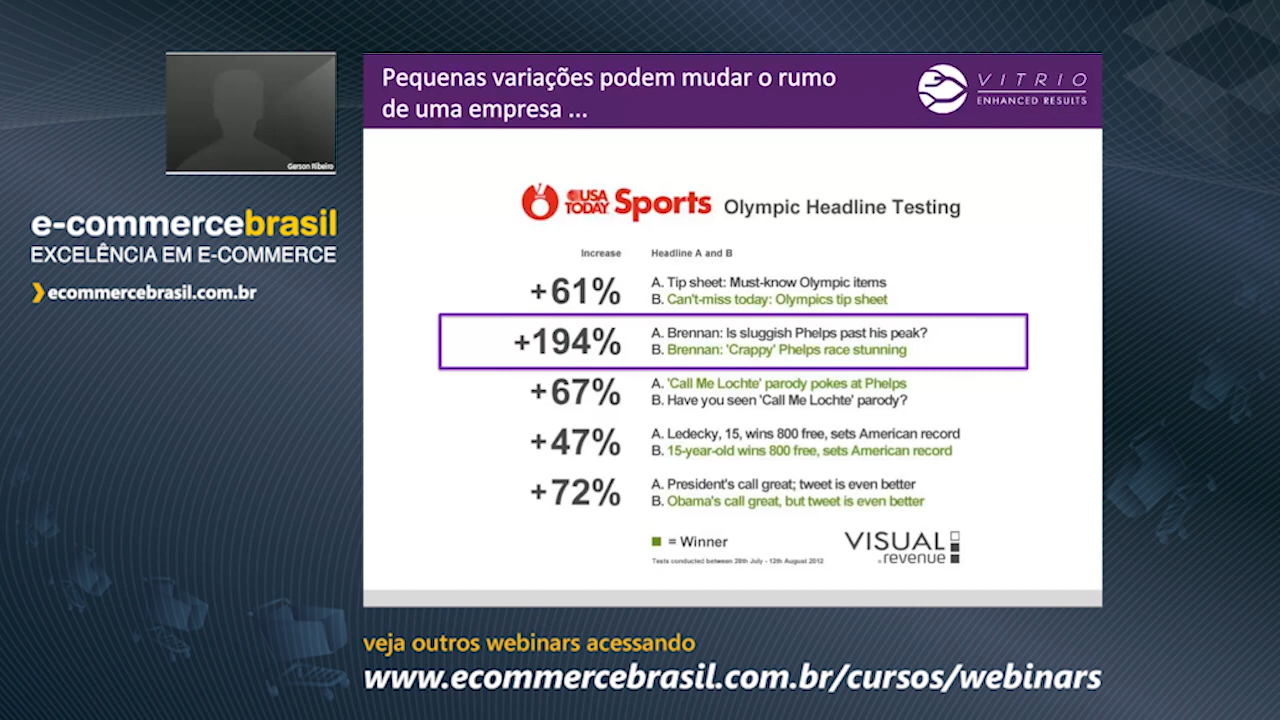 Gerson Ribeiro
e-commercebrasil
EXCELÊNCIA EM E-COMMERCE
ecommercebrasil.com.br
Pequenas variações podem mudar o rumo
de uma empresa ...
VITRIO
ENHANCED RESULTS
USA TODAY Sports Olympic Headline Testing
Increase Headline A and B
+61% A. Tip sheet: Must-know Olympic items
B. Can't-miss today: Olympics tip sheet
+194% A. Brennan: Is sluggish Phelps past his peak?
B. Brennan: 'Crappy' Phelps race stunning
+67% A. 'Call Me Lochte' parody pokes at Phelps
B. Have you seen 'Call Me Lochte' parody?
+47% A. Ledecky, 15, wins 800 free, sets American record
B. 15-year-old wins 800 free, sets American record
+72% A. President's call great; tweet is even better
B. Obama's call great, but tweet is even better
= Winner
Tests conducted between 28th July - 12th August 2012
VISUAL
revenue
veja outros webinars acessando
www.ecommercebrasil.com.br/cursos/webinars